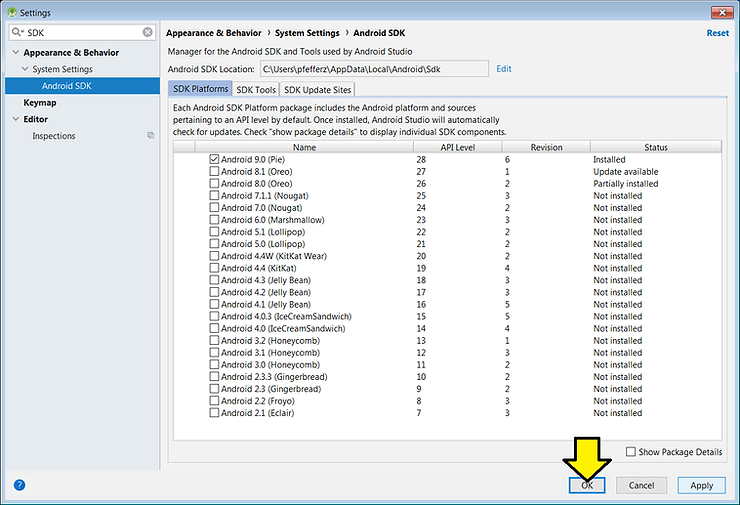 Settings
SDK
Appearance & Behavior
System Settings
Android SDK
Keymap
Editor
Inspections
Appearance & Behavior › System Settings › Android SDK
Reset
Manager for the Android SDK and Tools used by Android Studio
Android SDK Location: C:\Users\pfefferz\AppData\Local\Android\Sdk Edit
SDK Platforms SDK Tools SDK Update Sites
Each Android SDK Platform package includes the Android platform and sources
pertaining to an API level by default. Once installed, Android Studio will automatically
check for updates. Check "show package details" to display individual SDK components.
Name API Level Revision Status
Android 9.0 (Pie) 28 6 Installed
Android 8.1 (Oreo) 27 1 Update available
Android 8.0 (Oreo) 26 2 Partially installed
Android 7.1.1 (Nougat) 25 3 Not installed
Android 7.0 (Nougat) 24 2 Not installed
Android 6.0 (Marshmallow) 23 3 Not installed
Android 5.1 (Lollipop) 22 2 Not installed
Android 5.0 (Lollipop) 21 2 Not installed
Android 4.4W (KitKat Wear) 20 2 Not installed
Android 4.4 (KitKat) 19 4 Not installed
Android 4.3 (Jelly Bean) 18 3 Not installed
Android 4.2 (Jelly Bean) 17 3 Not installed
Android 4.1 (Jelly Bean) 16 5 Not installed
Android 4.0.3 (IceCreamSandwich) 15 5 Not installed
Android 4.0 (IceCreamSandwich) 14 4 Not installed
Android 3.2 (Honeycomb) 13 1 Not installed
Android 3.1 (Honeycomb) 12 3 Not installed
Android 3.0 (Honeycomb) 11 2 Not installed
Android 2.3.3 (Gingerbread) 10 2 Not installed
Android 2.3 (Gingerbread) 9 2 Not installed
Android 2.2 (Froyo) 8 3 Not installed
Android 2.1 (Eclair) 7 3 Not installed
Show Package Details
? OK Cancel Apply